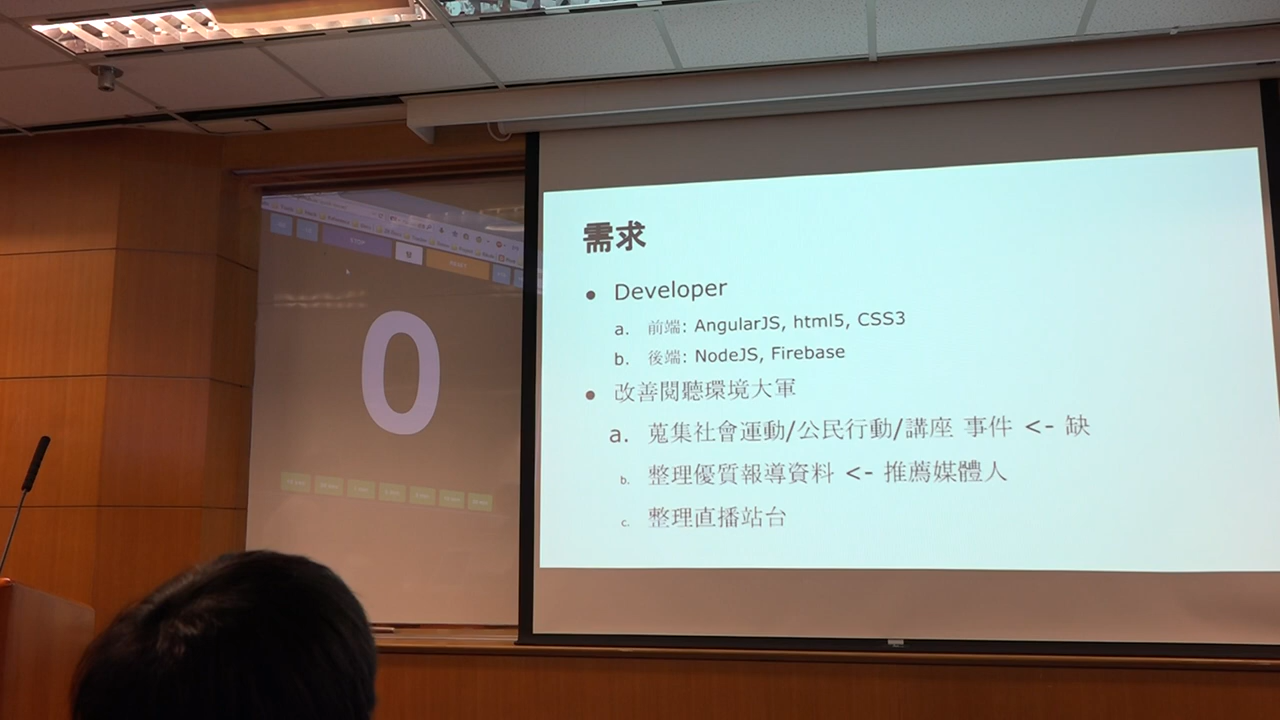 STOP
0
需求
● Developer
a. 前端: AngularJS, html5, CSS3
b. 後端: NodeJS, Firebase
● 改善閱聽環境大軍
a. 蒐集社會運動/公民行動/講座 事件 <- 缺
b. 整理優質報導資料 <- 推薦媒體人
c. 整理直播站台